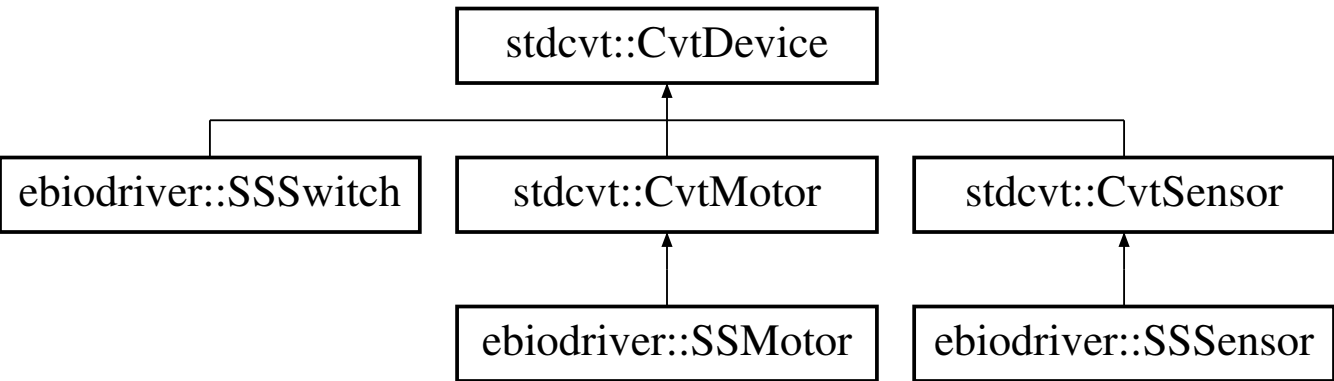 stdcvt::CvtDevice
ebiodriver::SSSwitch
stdcvt::CvtMotor
stdcvt::CvtSensor
ebiodriver::SSMotor
ebiodriver::SSSensor